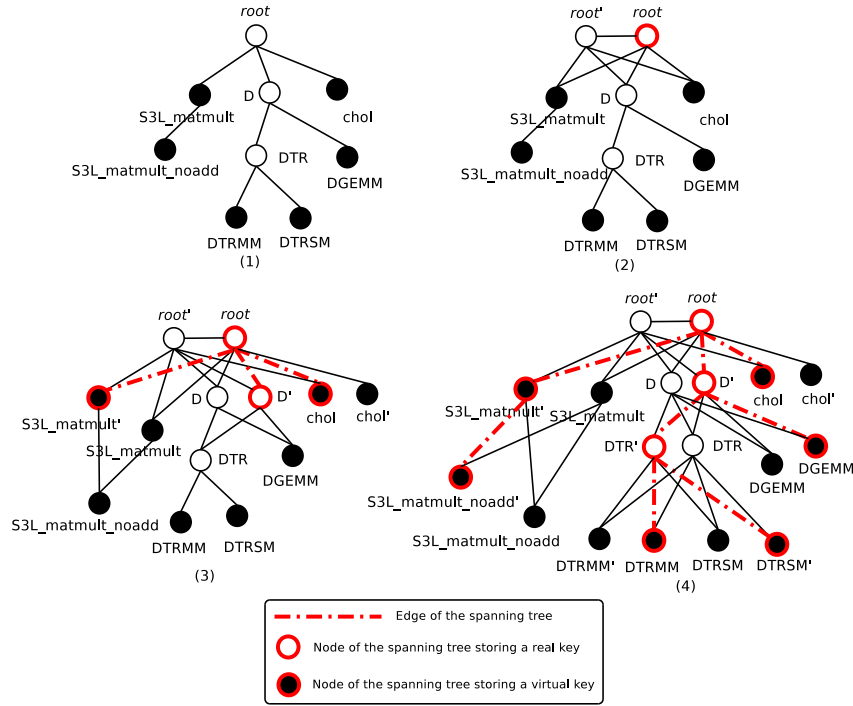 root
S3L_matmult
D
chol
S3L_matmult_noadd
DTR
DGEMM
DTRMM
DTRSM
(1)
root'
root
S3L_matmult
D
chol
S3L_matmult_noadd
DTR
DGEMM
DTRMM
DTRSM
(2)
root'
root
S3L_matmult'
D
D'
chol
chol'
S3L_matmult
DTR
DGEMM
S3L_matmult_noadd
DTRMM
DTRSM
(3)
root'
root
S3L_matmult'
S3L_matmult
D
D'
chol
chol'
DTR'
DTR
DGEMM
DGEMM
S3L_matmult_noadd'
S3L_matmult_noadd
DTRMM'
DTRMM
DTRSM
DTRSM'
(4)
Edge of the spanning tree
Node of the spanning tree storing a real key
Node of the spanning tree storing a virtual key